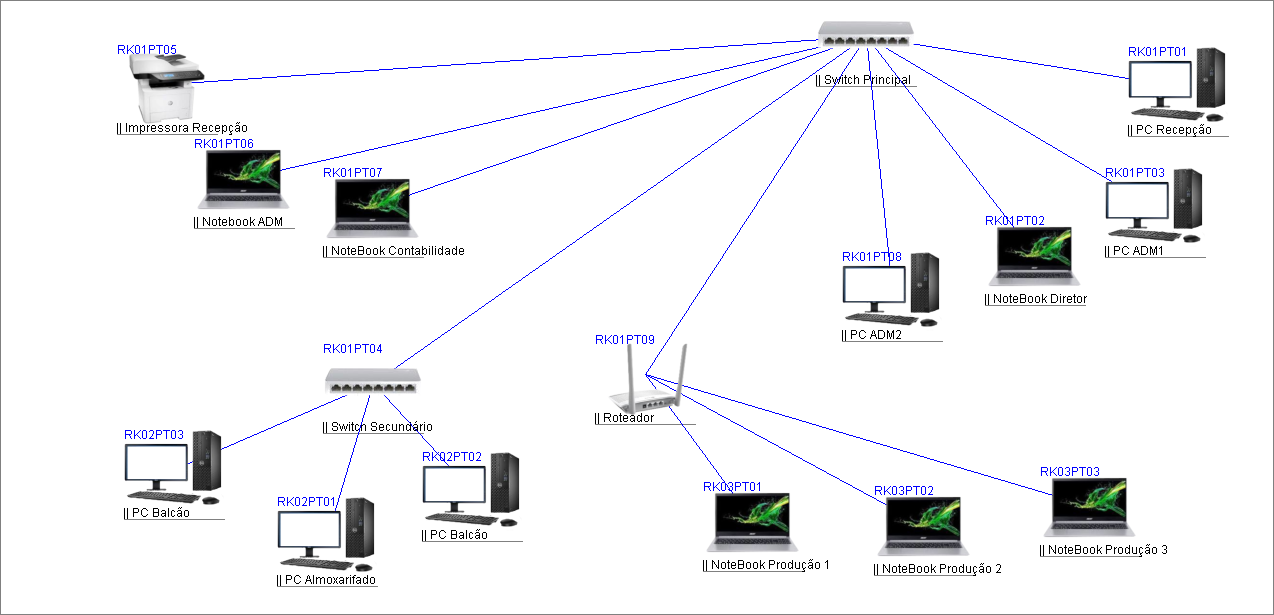 RK01PT05
|| Impressora Recepção
RK01PT06
|| Notebook ADM
RK01PT07
|| NoteBook Contabilidade
|| Switch Principal
RK01PT01
|| PC Recepção
RK01PT03
|| PC ADM1
RK01PT02
|| NoteBook Diretor
RK01PT08
|| PC ADM2
RK01PT04
|| Switch Secundário
RK01PT09
|| Roteador
RK02PT03
|| PC Balcão
RK02PT01
|| PC Almoxarifado
RK02PT02
|| PC Balcão
RK03PT01
|| NoteBook Produção 1
RK03PT02
|| NoteBook Produção 2
RK03PT03
|| NoteBook Produção 3